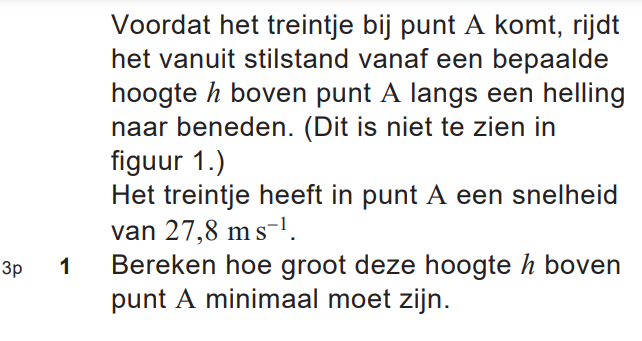 Voordat het treintje bij punt A komt, rijdt
het vanuit stilstand vanaf een bepaalde
hoogte h boven punt A langs een helling
naar beneden. (Dit is niet te zien in
figuur 1.)
Het treintje heeft in punt A een snelheid
van 27,8 m s⁻¹.
3p 1 Bereken hoe groot deze hoogte h boven
punt A minimaal moet zijn.